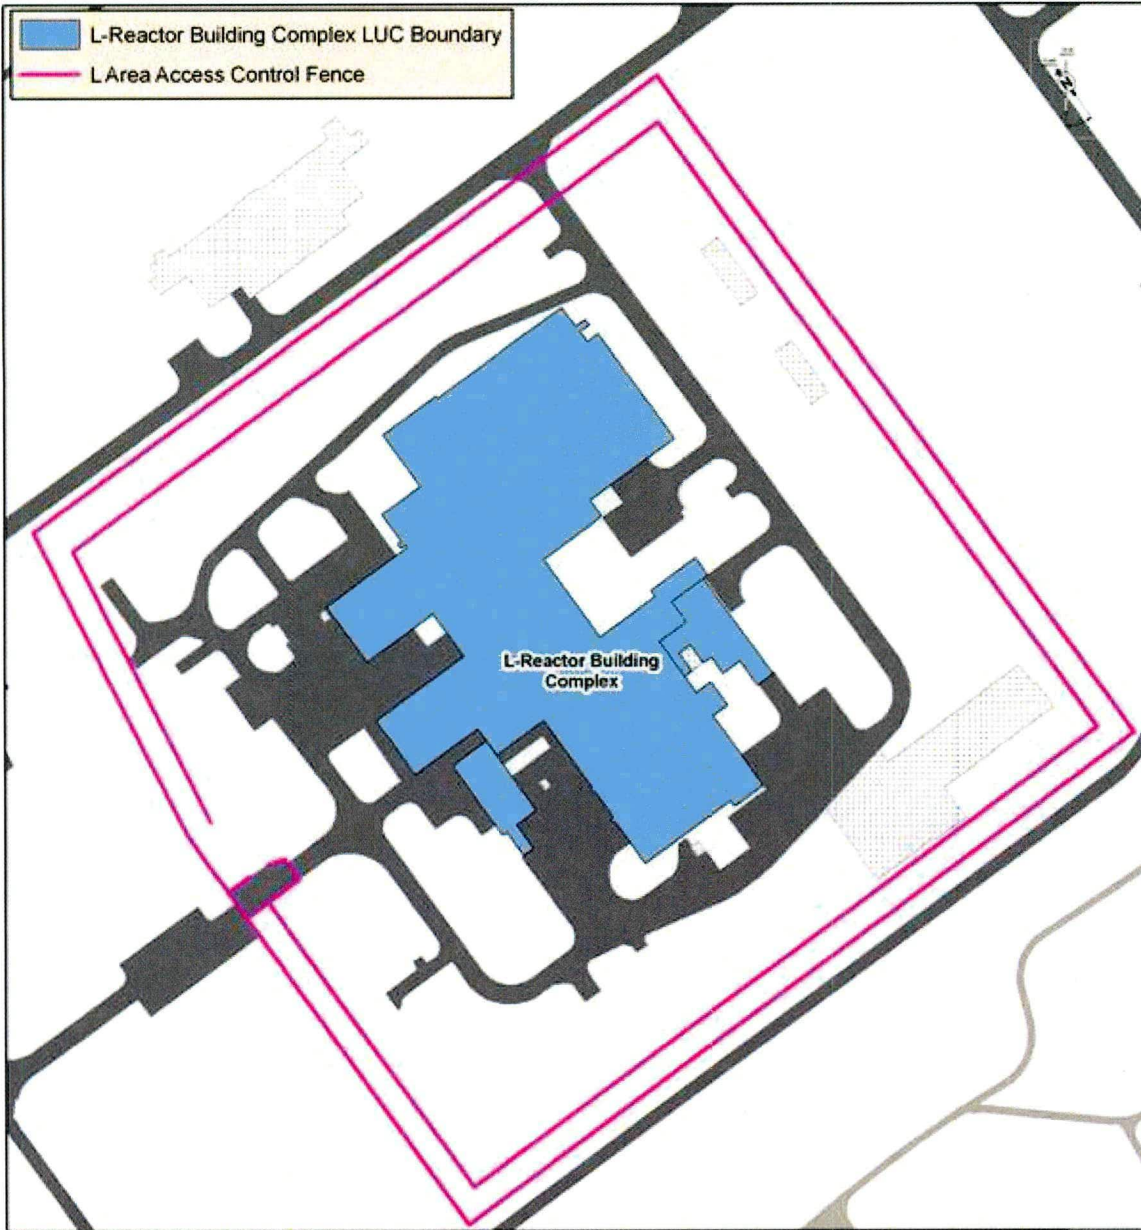 L-Reactor Building Complex LUC Boundary
L Area Access Control Fence
L-Reactor Building
Complex